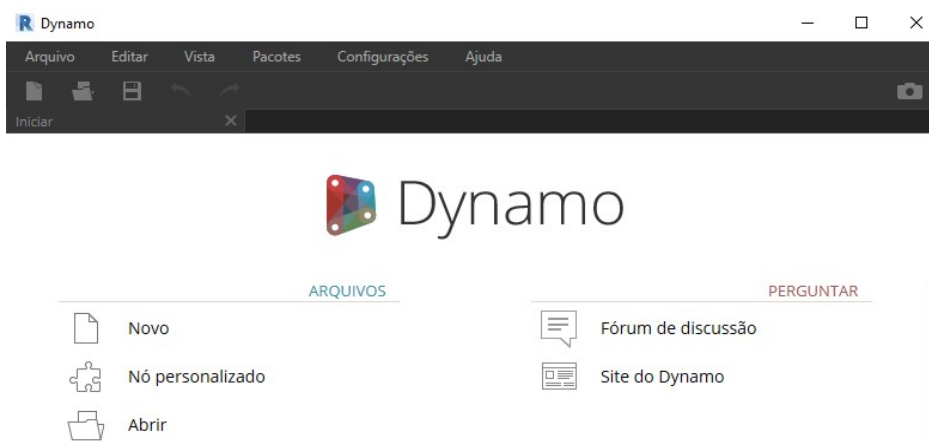 R Dynamo
Arquivo Editar Vista Pacotes Configurações Ajuda
Iniciar
Dynamo
ARQUIVOS
Novo
Nó personalizado
Abrir
PERGUNTAR
Fórum de discussão
Site do Dynamo